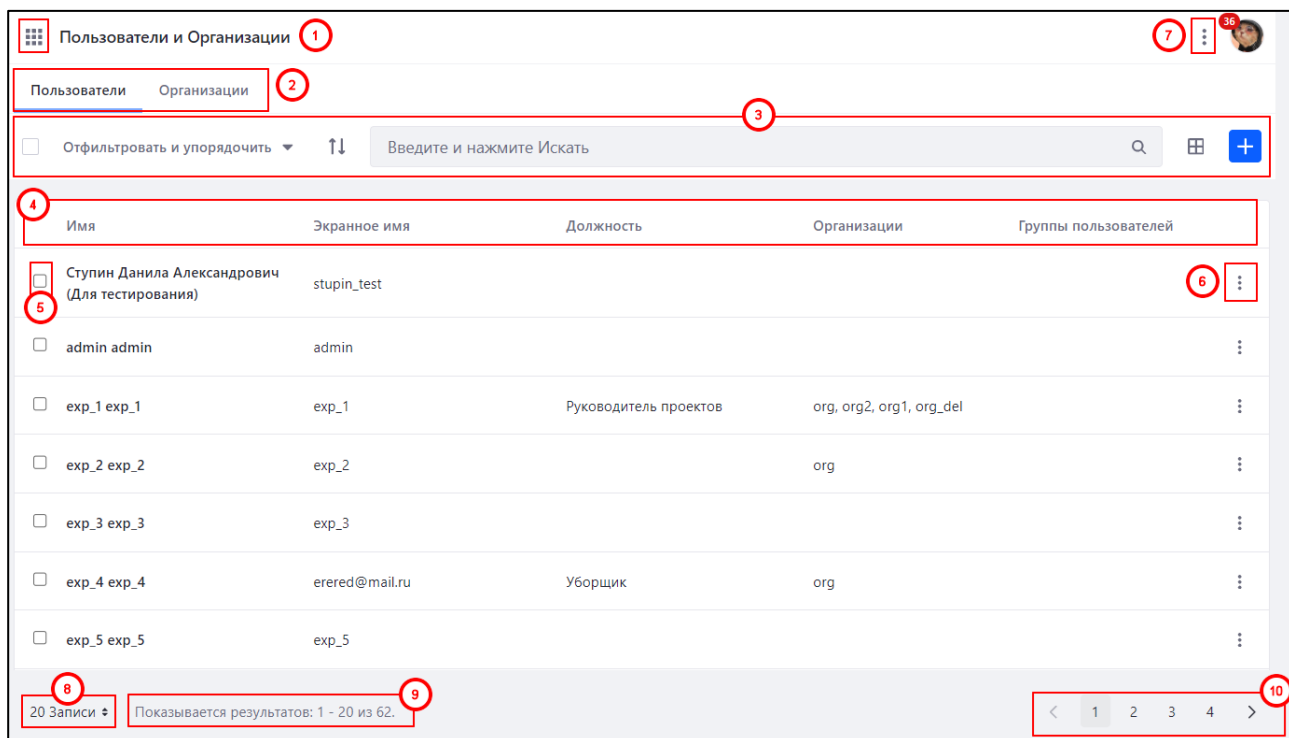 Пользователи и Организации 1 7 36
Пользователи Организации 2
3
Отфильтровать и упорядочить Введите и нажмите Искать
4
Имя Экранное имя Должность Организации Группы пользователей
Ступин Данила Александрович
(Для тестирования) stupin_test 6
5
admin admin admin
exp_1 exp_1 exp_1 Руководитель проектов org, org2, org1, org_del
exp_2 exp_2 exp_2 org
exp_3 exp_3 exp_3
exp_4 exp_4 erered@mail.ru Уборщик org
exp_5 exp_5 exp_5
8 9 10
20 Записи Показывается результатов: 1 - 20 из 62. 1 2 3 4